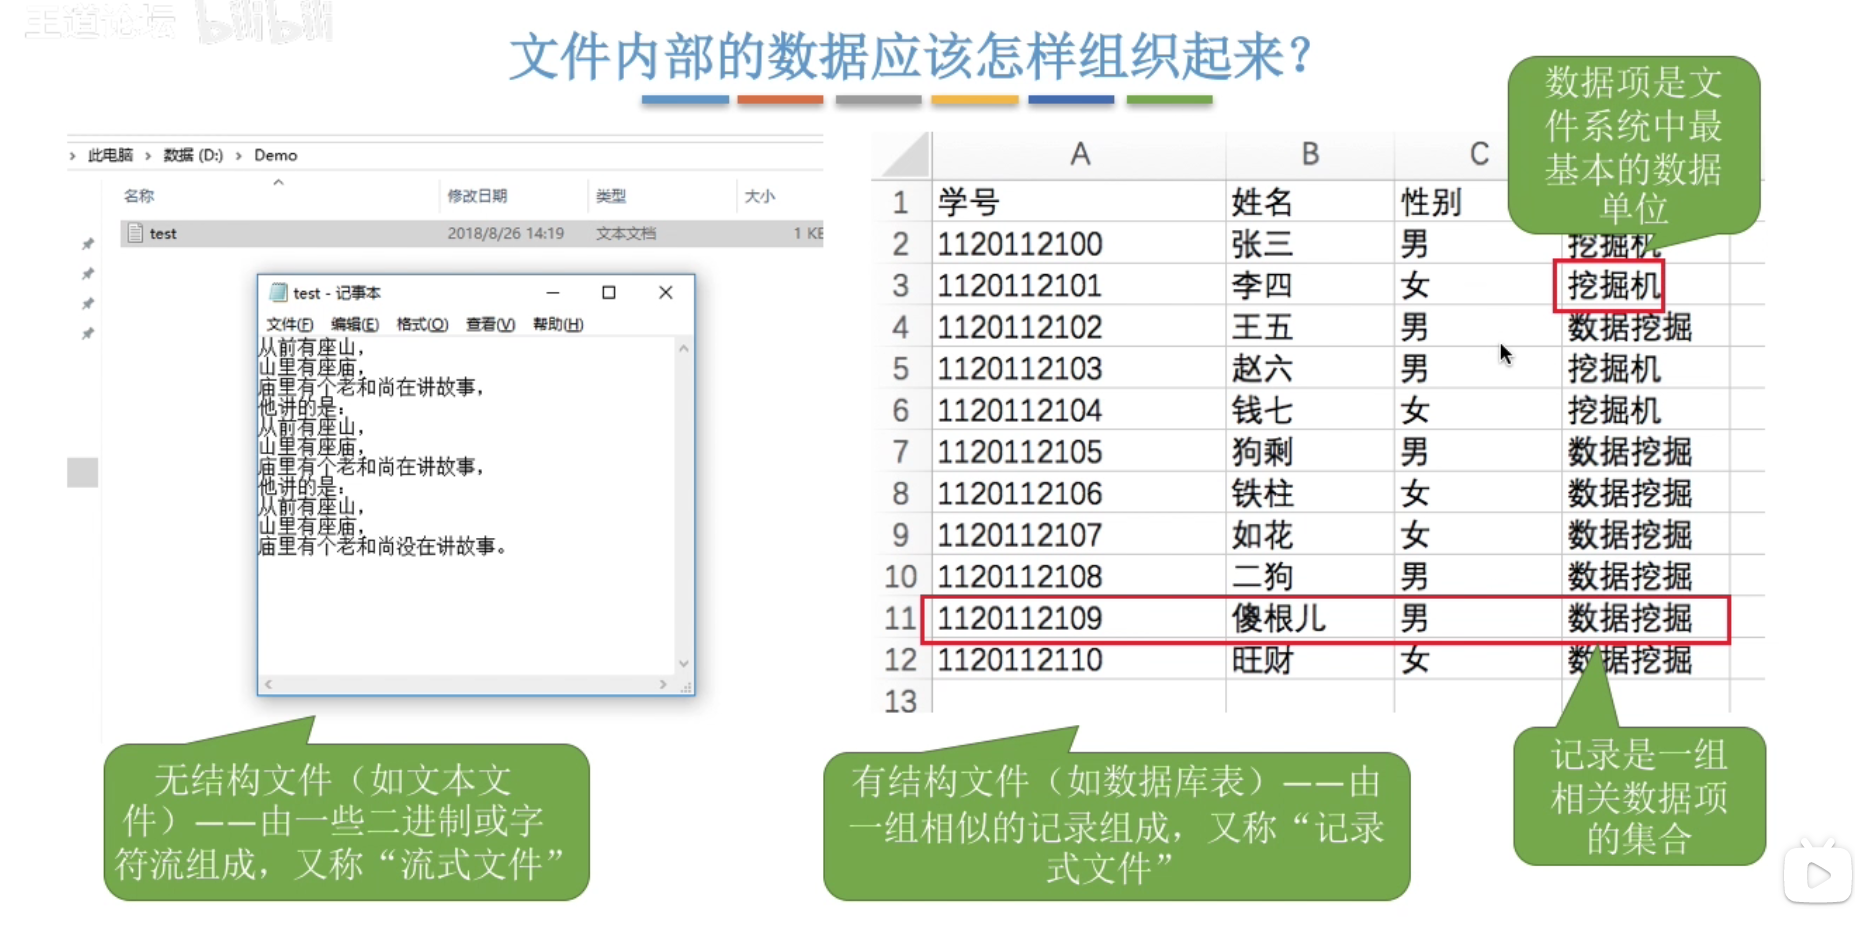 王道论坛 bilibili
文件内部的数据应该怎样组织起来？
此电脑 › 数据 (D:) › Demo
名称 修改日期 类型 大小
test 2018/8/26 14:19 文本文档 1 KB
test - 记事本
文件(F) 编辑(E) 格式(O) 查看(V) 帮助(H)
从前有座山，
山里有座庙，
庙里有个老和尚在讲故事，
他讲的是：
从前有座山，
山里有座庙，
庙里有个老和尚在讲故事，
他讲的是：
从前有座山，
山里有座庙，
庙里有个老和尚没在讲故事。
无结构文件（如文本文
件）——由一些二进制或字
符流组成，又称“流式文件”
A B C
1 学号 姓名 性别
2 1120112100 张三 男 挖掘机
3 1120112101 李四 女 挖掘机
4 1120112102 王五 男 数据挖掘
5 1120112103 赵六 男 挖掘机
6 1120112104 钱七 女 挖掘机
7 1120112105 狗剩 男 数据挖掘
8 1120112106 铁柱 女 数据挖掘
9 1120112107 如花 女 数据挖掘
10 1120112108 二狗 男 数据挖掘
11 1120112109 傻根儿 男 数据挖掘
12 1120112110 旺财 女 数据挖掘
13
数据项是文
件系统中最
基本的数据
单位
有结构文件（如数据库表）——由
一组相似的记录组成，又称“记录
式文件”
记录是一组
相关数据项
的集合